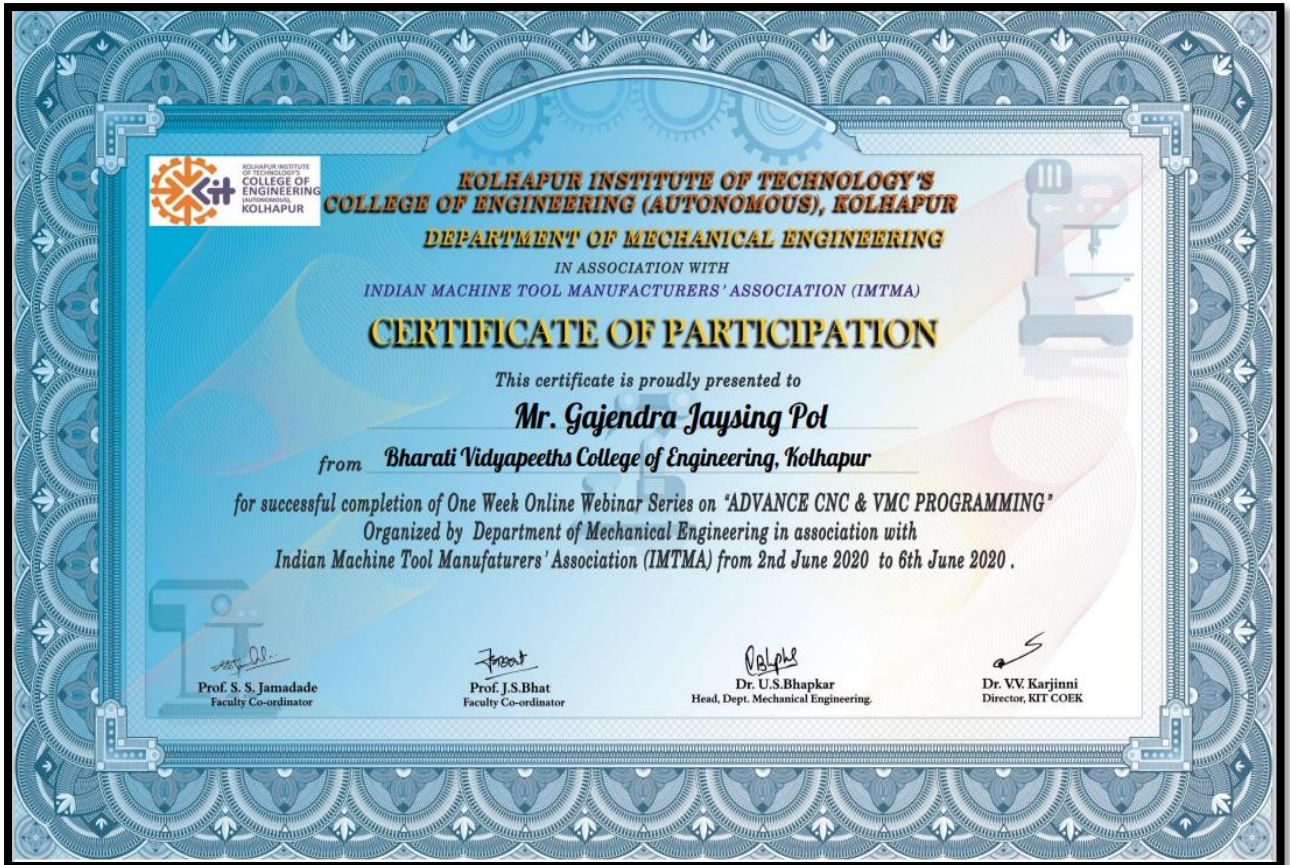 KOLHAPUR INSTITUTE
OF TECHNOLOGY'S
COLLEGE OF
ENGINEERING
(AUTONOMOUS),
KOLHAPUR
Kit
KOLHAPUR INSTITUTE OF TECHNOLOGY'S
COLLEGE OF ENGINEERING (AUTONOMOUS), KOLHAPUR
DEPARTMENT OF MECHANICAL ENGINEERING
IN ASSOCIATION WITH
INDIAN MACHINE TOOL MANUFACTURERS' ASSOCIATION (IMTMA)
CERTIFICATE OF PARTICIPATION
This certificate is proudly presented to
Mr. Gajendra Jaysing Pol
from Bharati Vidyapeeths College of Engineering, Kolhapur
for successful completion of One Week Online Webinar Series on "ADVANCE CNC & VMC PROGRAMMING"
Organized by Department of Mechanical Engineering in association with
Indian Machine Tool Manufaturers' Association (IMTMA) from 2nd June 2020 to 6th June 2020 .
Prof. S. S. Jamadade
Faculty Co-ordinator
Prof. J.S.Bhat
Faculty Co-ordinator
Dr. U.S.Bhapkar
Head, Dept. Mechanical Engineering.
Dr. V.V. Karjinni
Director, KIT COEK